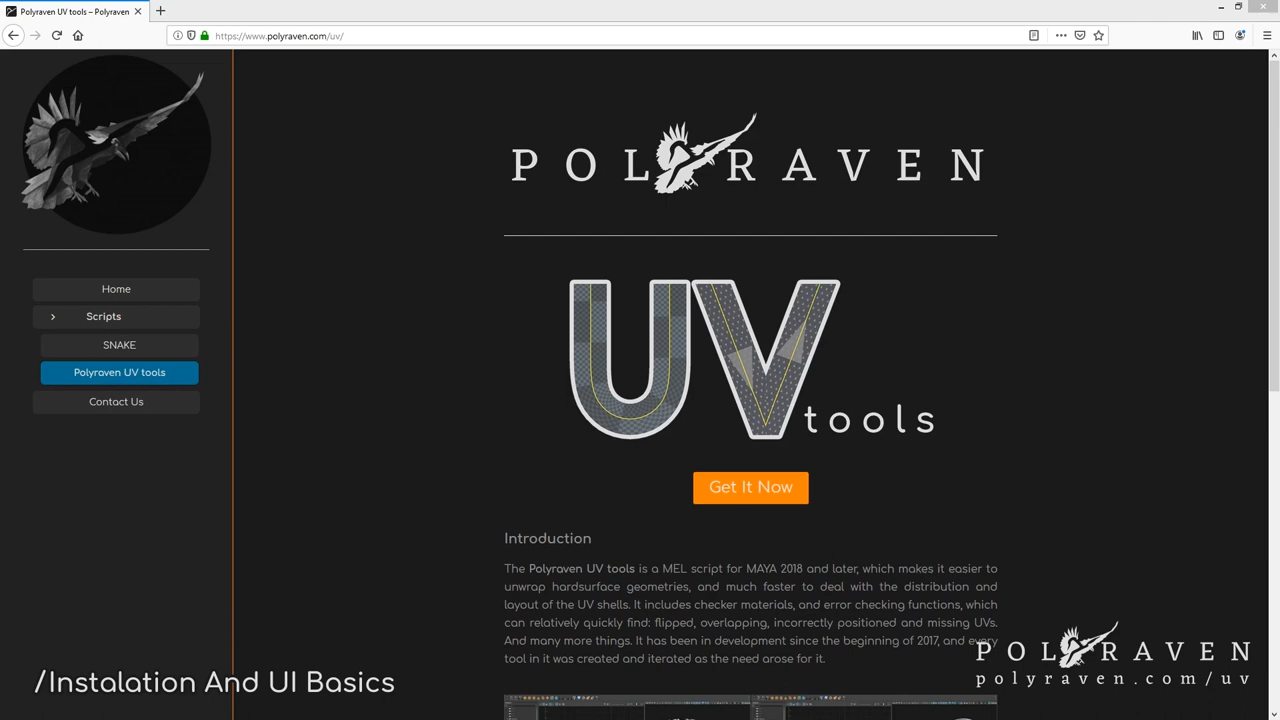 Polyraven UV tools – Polyraven
https://www.polyraven.com/uv/
POLYRAVEN
UV tools
Home
Scripts
SNAKE
Polyraven UV tools
Contact Us
Get It Now
Introduction
The Polyraven UV tools is a MEL script for MAYA 2018 and later, which makes it easier to
unwrap hardsurface geometries, and much faster to deal with the distribution and
layout of the UV shells. It includes checker materials, and error checking functions, which
can relatively quickly find: flipped, overlapping, incorrectly positioned and missing UVs.
And many more things. It has been in development since the beginning of 2017, and every
tool in it was created and iterated as the need arose for it.
POLYRAVEN
polyraven.com/uv
/Instalation And UI Basics